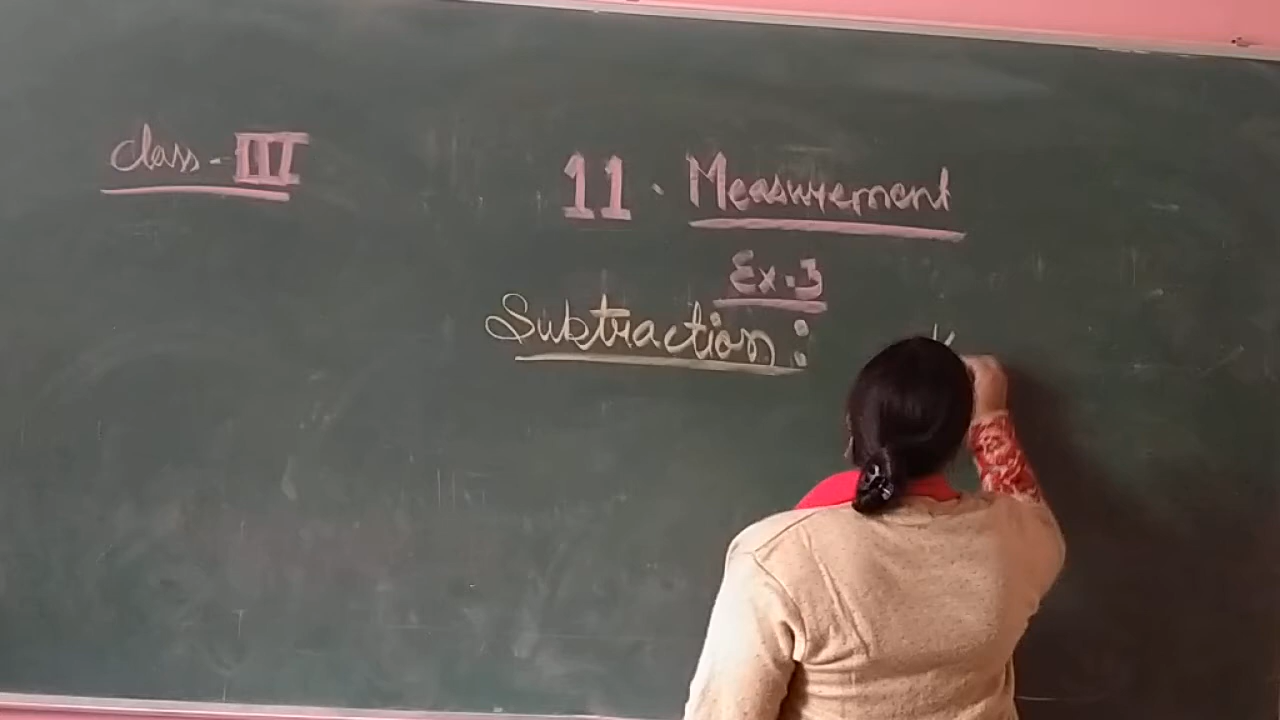 Class - III
11. Measurement
Ex. 3
Subtraction: